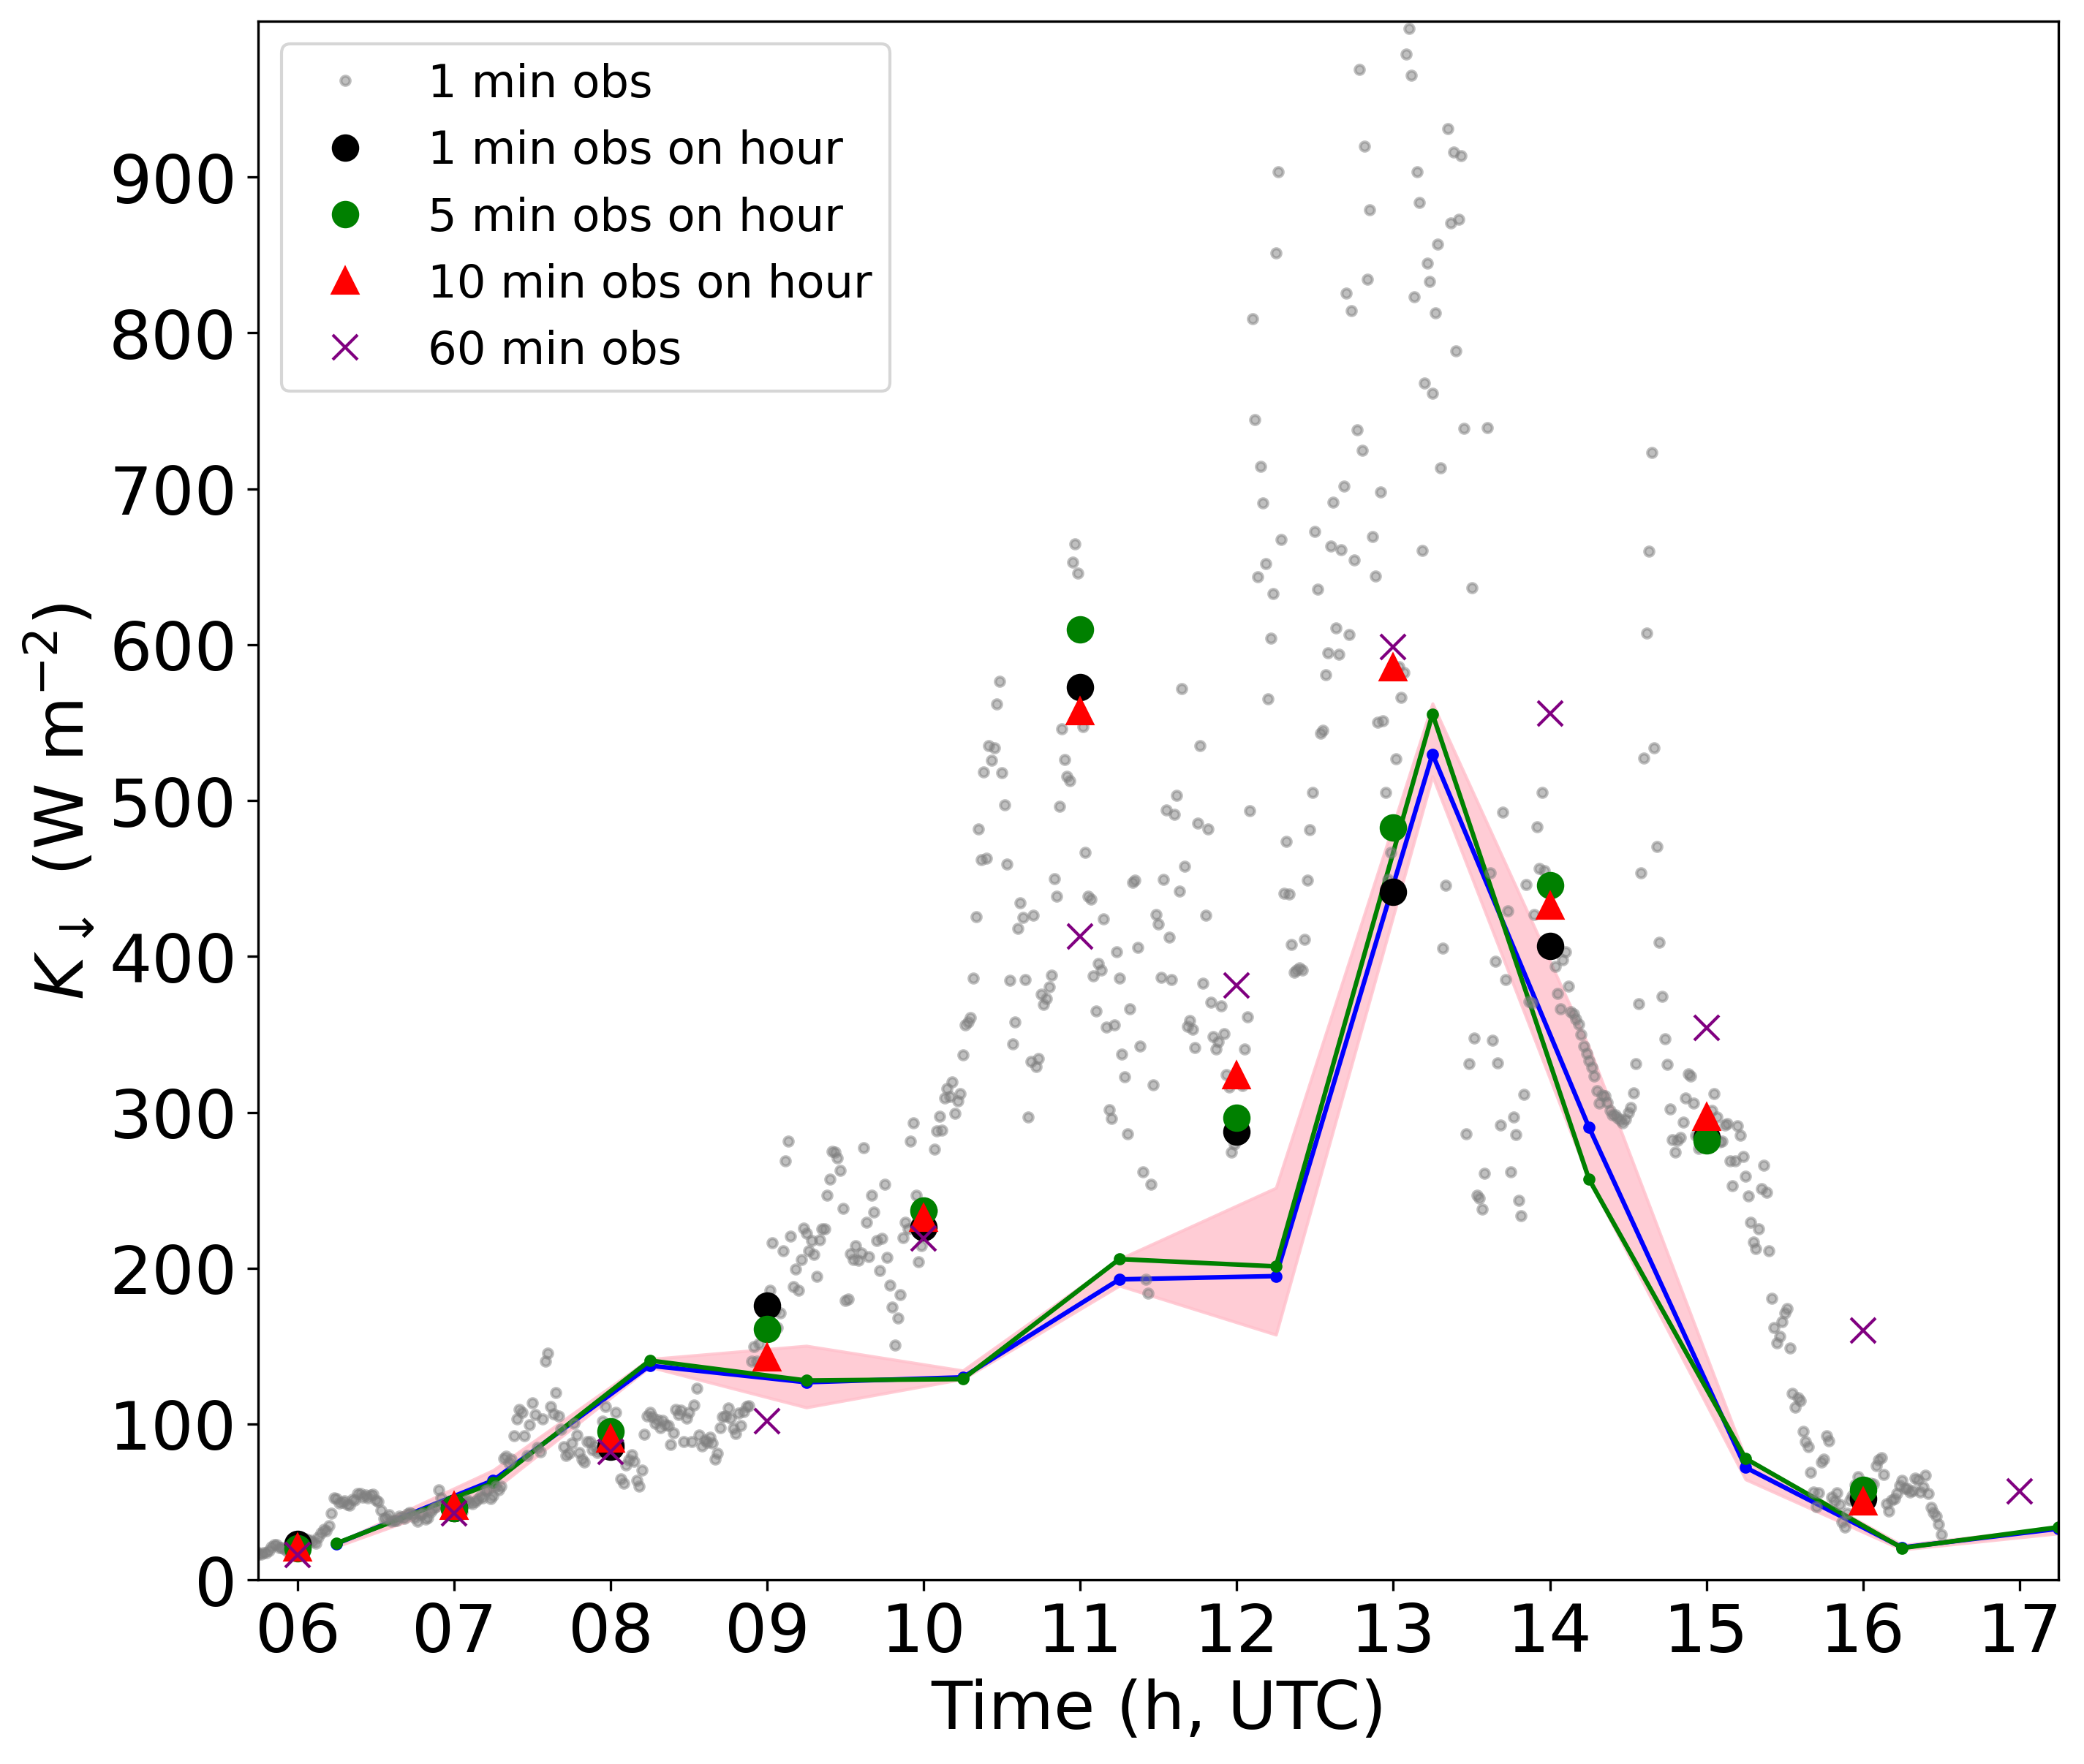 1 min obs
1 min obs on hour
5 min obs on hour
10 min obs on hour
60 min obs
900
800
700
600
500
400
300
200
100
0
K↓ (W m⁻²)
06 07 08 09 10 11 12 13 14 15 16 17
Time (h, UTC)